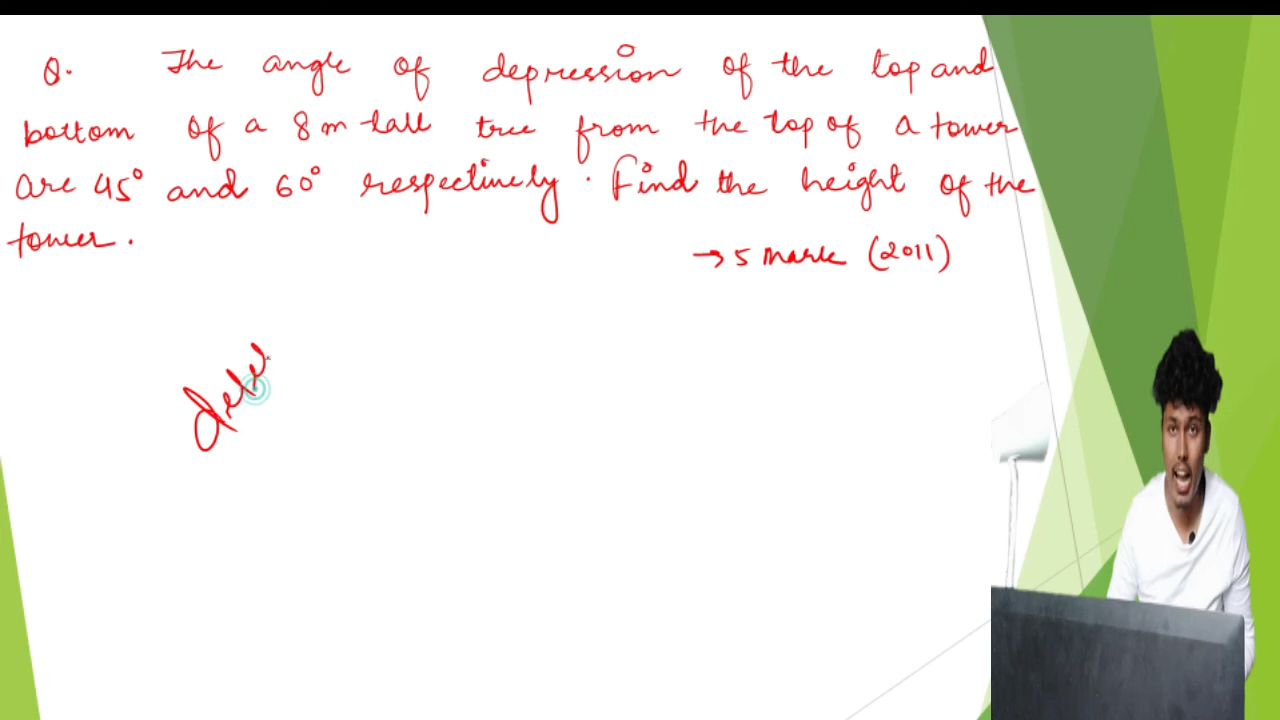 Q. The angle of depression of the top and
bottom of a 8 m tall tree from the top of a tower
are 45° and 60° respectively. Find the height of the
tower.
→ 5 mark (2011)